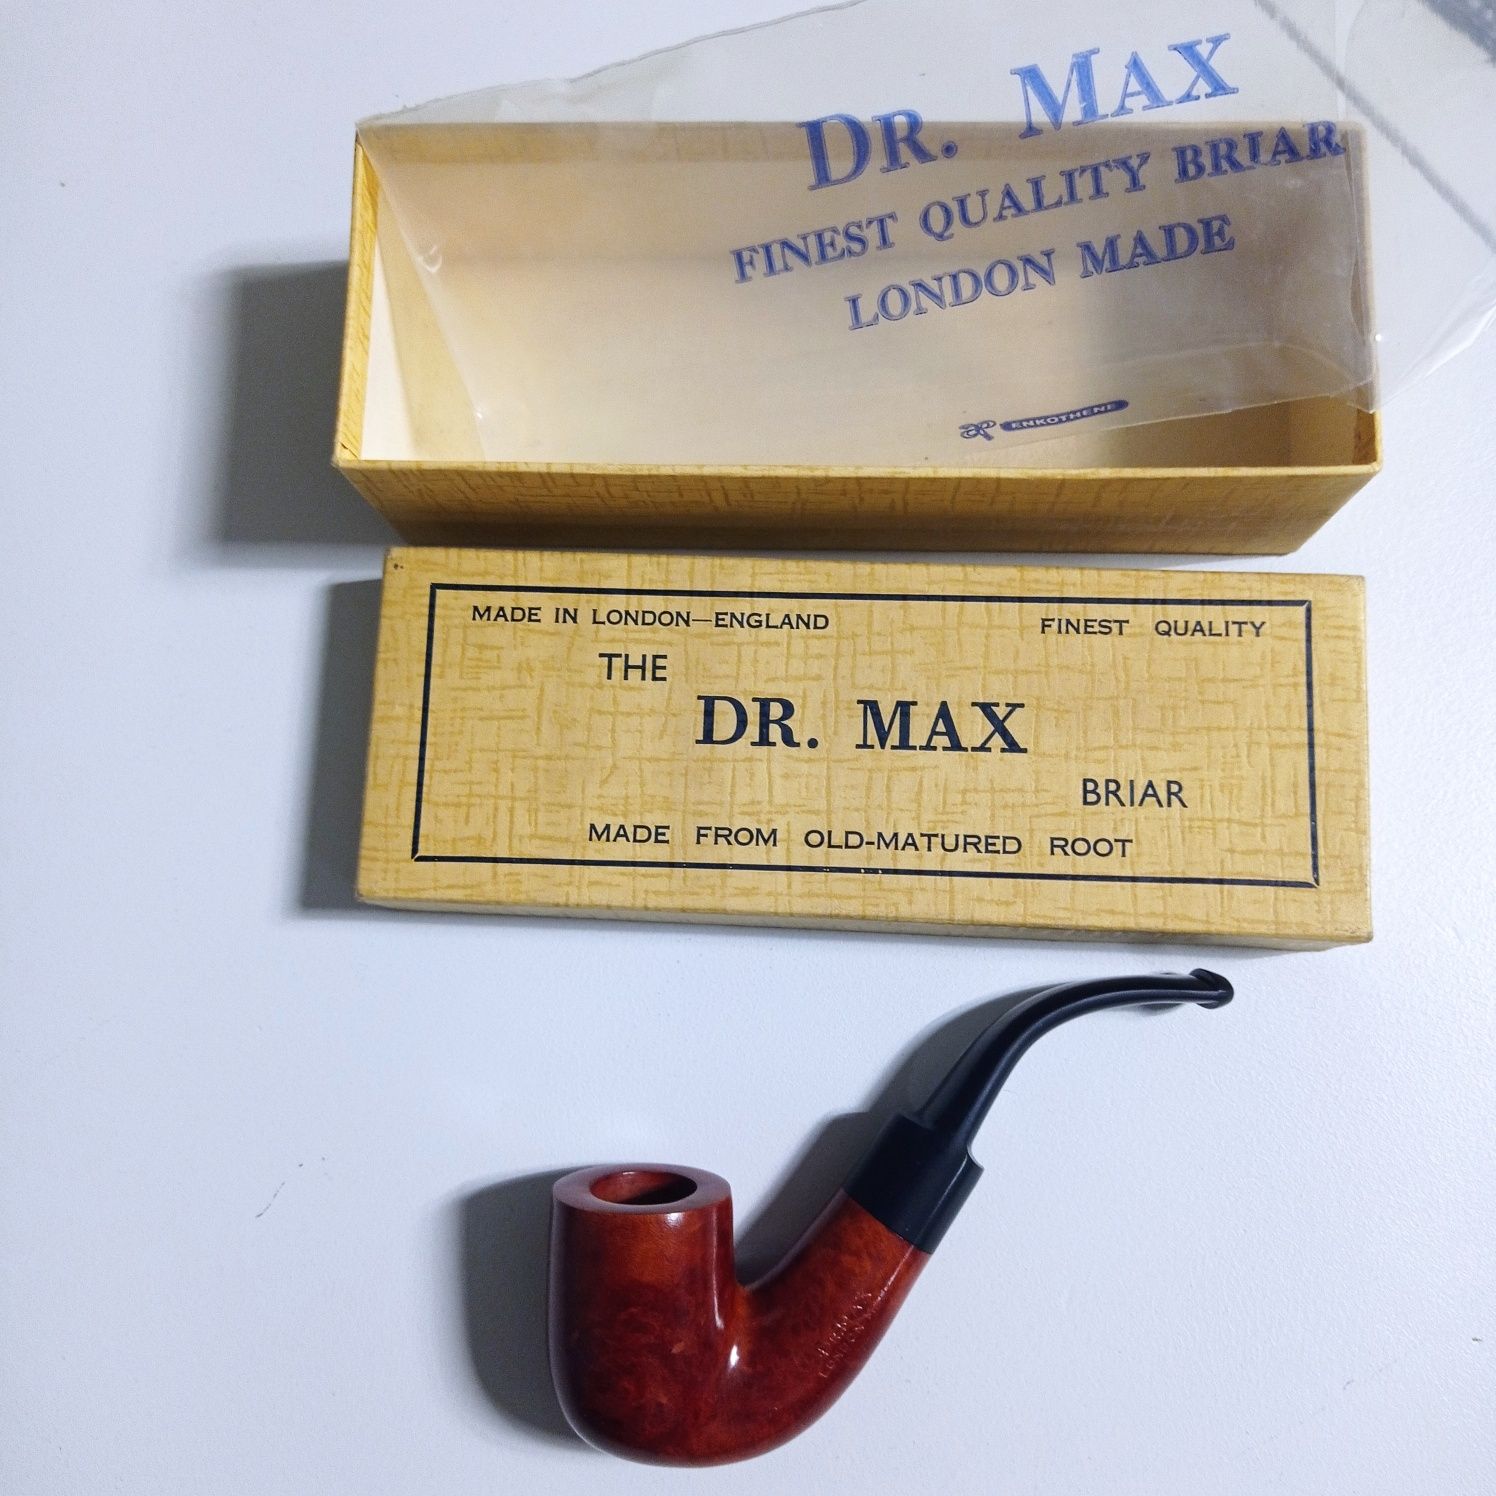 DR. MAX
FINEST QUALITY BRIAR
LONDON MADE
ENKOTHENE
MADE IN LONDON—ENGLAND
FINEST QUALITY
THE
DR. MAX
BRIAR
MADE FROM OLD-MATURED ROOT